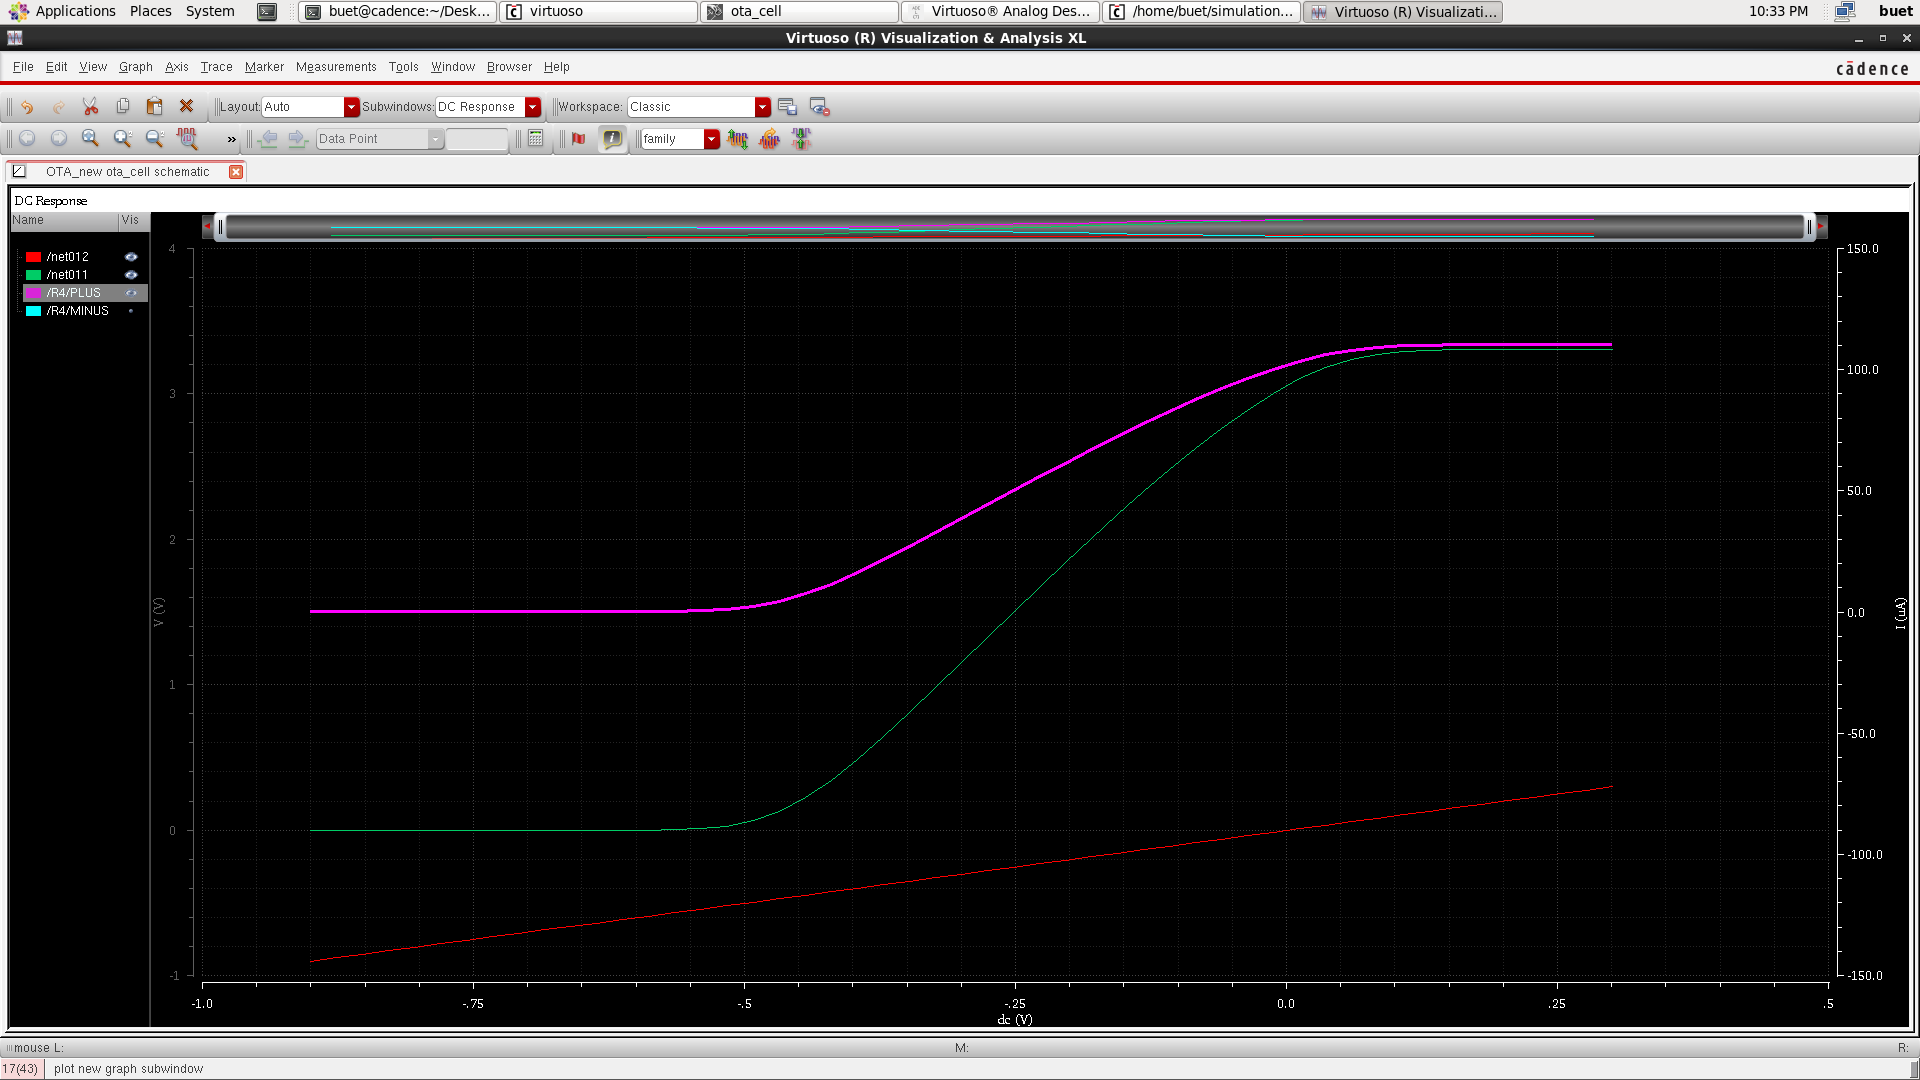 Applications Places System buet@cadence:~/Desk... virtuoso ota_cell Virtuoso® Analog Des... /home/buet/simulation... Virtuoso (R) Visualizati... 10:33 PM buet
Virtuoso (R) Visualization & Analysis XL
File Edit View Graph Axis Trace Marker Measurements Tools Window Browser Help cādence
Layout: Auto Subwindows: DC Response Workspace: Classic
» Data Point family
OTA_new ota_cell schematic
DC Response
Name Vis
/net012
/net011
/R4/PLUS
/R4/MINUS
4
3
2
1
0
-1
V (V)
150.0
100.0
50.0
0.0
-50.0
-100.0
-150.0
I (uA)
-1.0 -.75 -.5 -.25 0.0 .25 .5
dc (V)
mouse L: M: R:
17(43) plot new graph subwindow